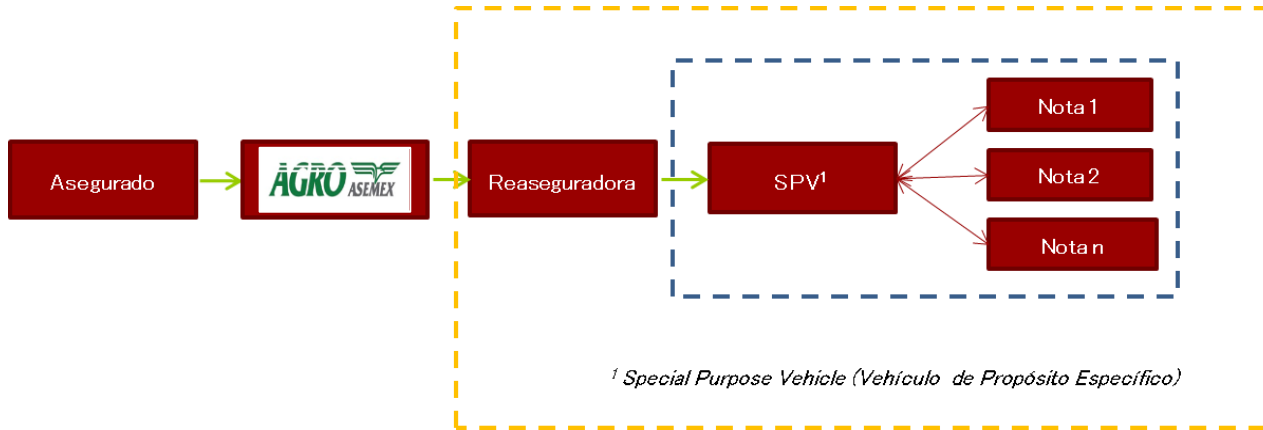 Asegurado
AGRO
ASEMEX
Reaseguradora
SPV¹
Nota 1
Nota 2
Nota n
¹ Special Purpose Vehicle (Vehículo de Propósito Específico)